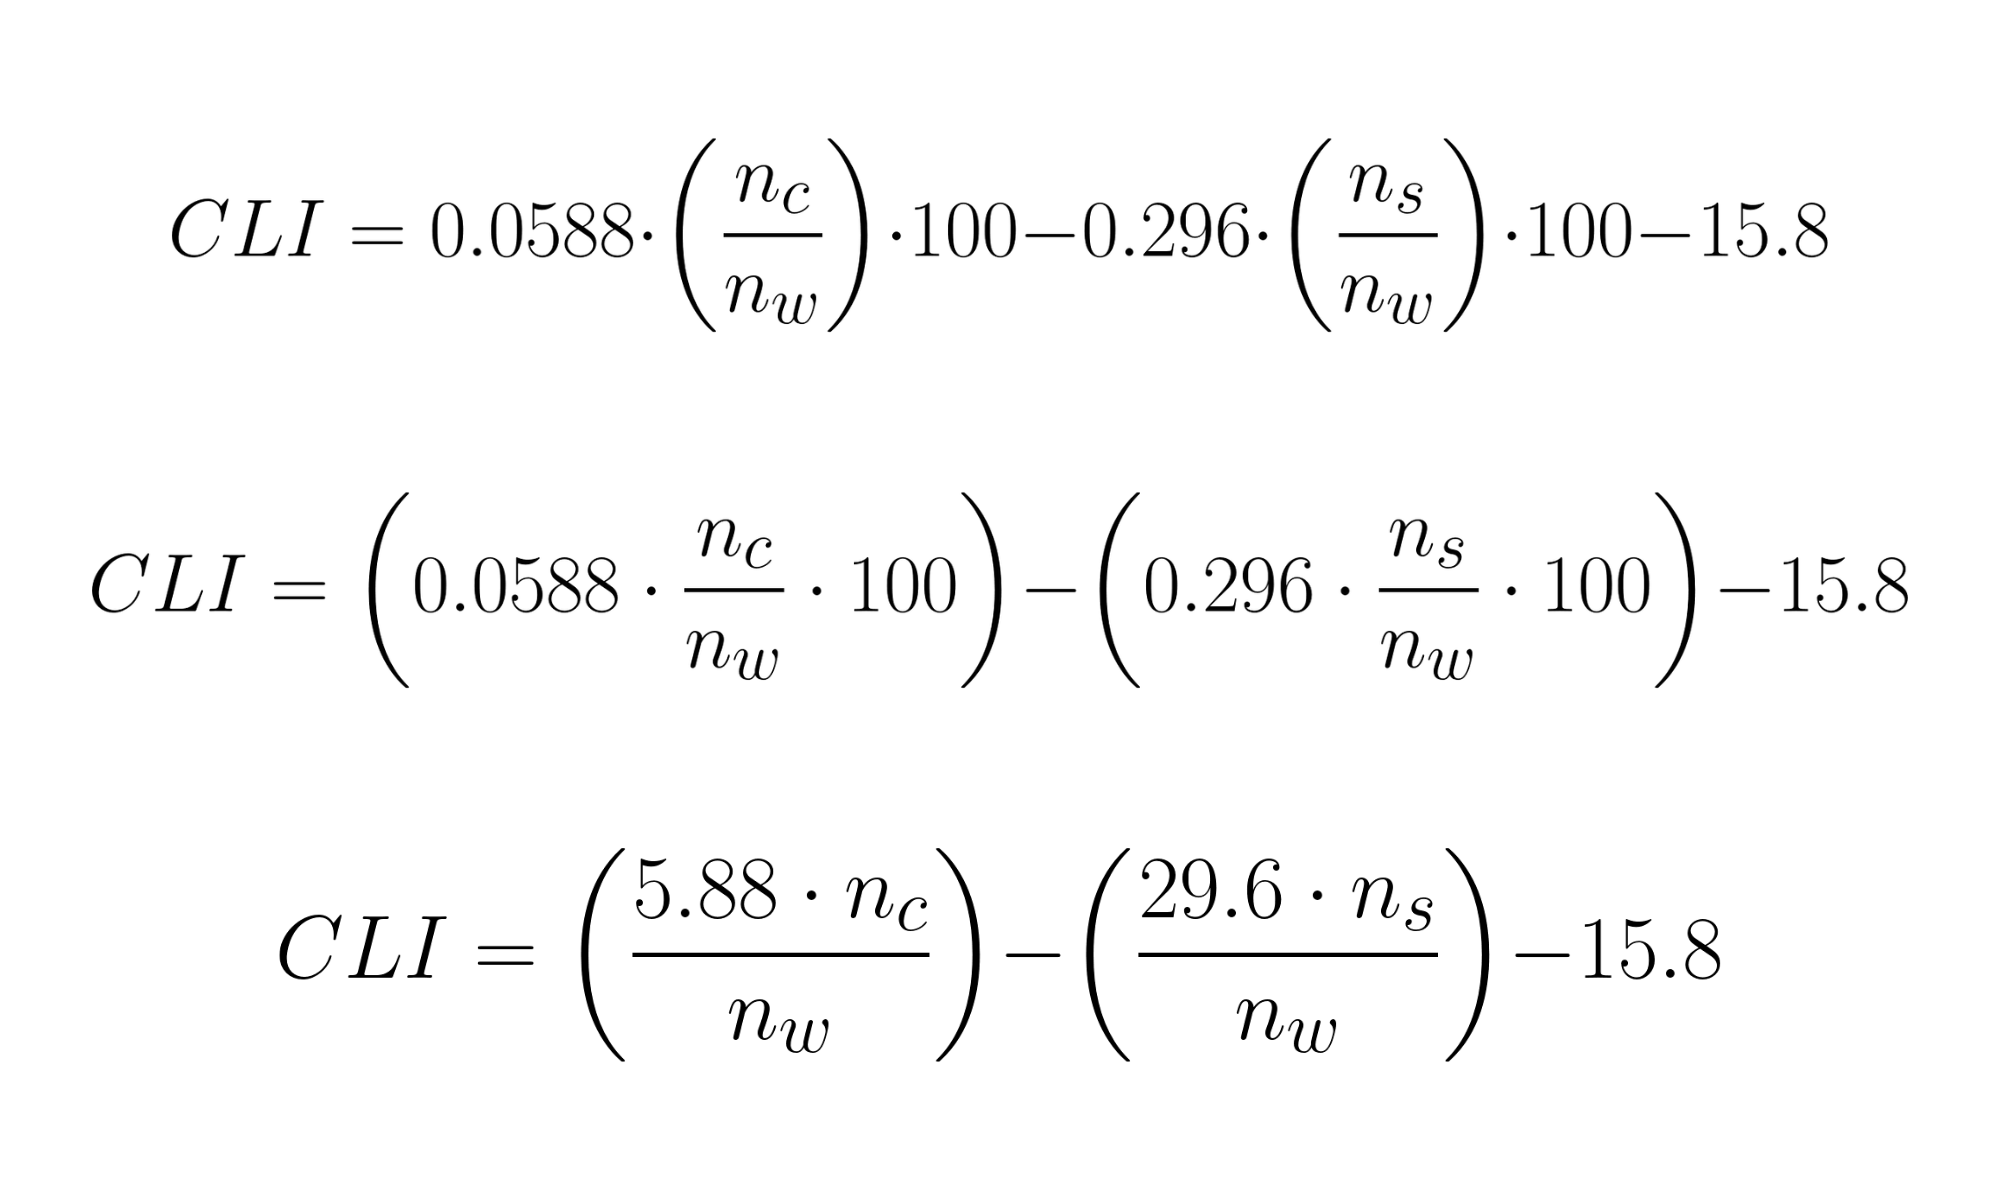 CLI = 0.0588·(n_c/n_w)·100−0.296·(n_s/n_w)·100−15.8
CLI = (0.0588 · n_c/n_w · 100)−(0.296 · n_s/n_w · 100)−15.8
CLI = (5.88 · n_c/n_w)−(29.6 · n_s/n_w)−15.8